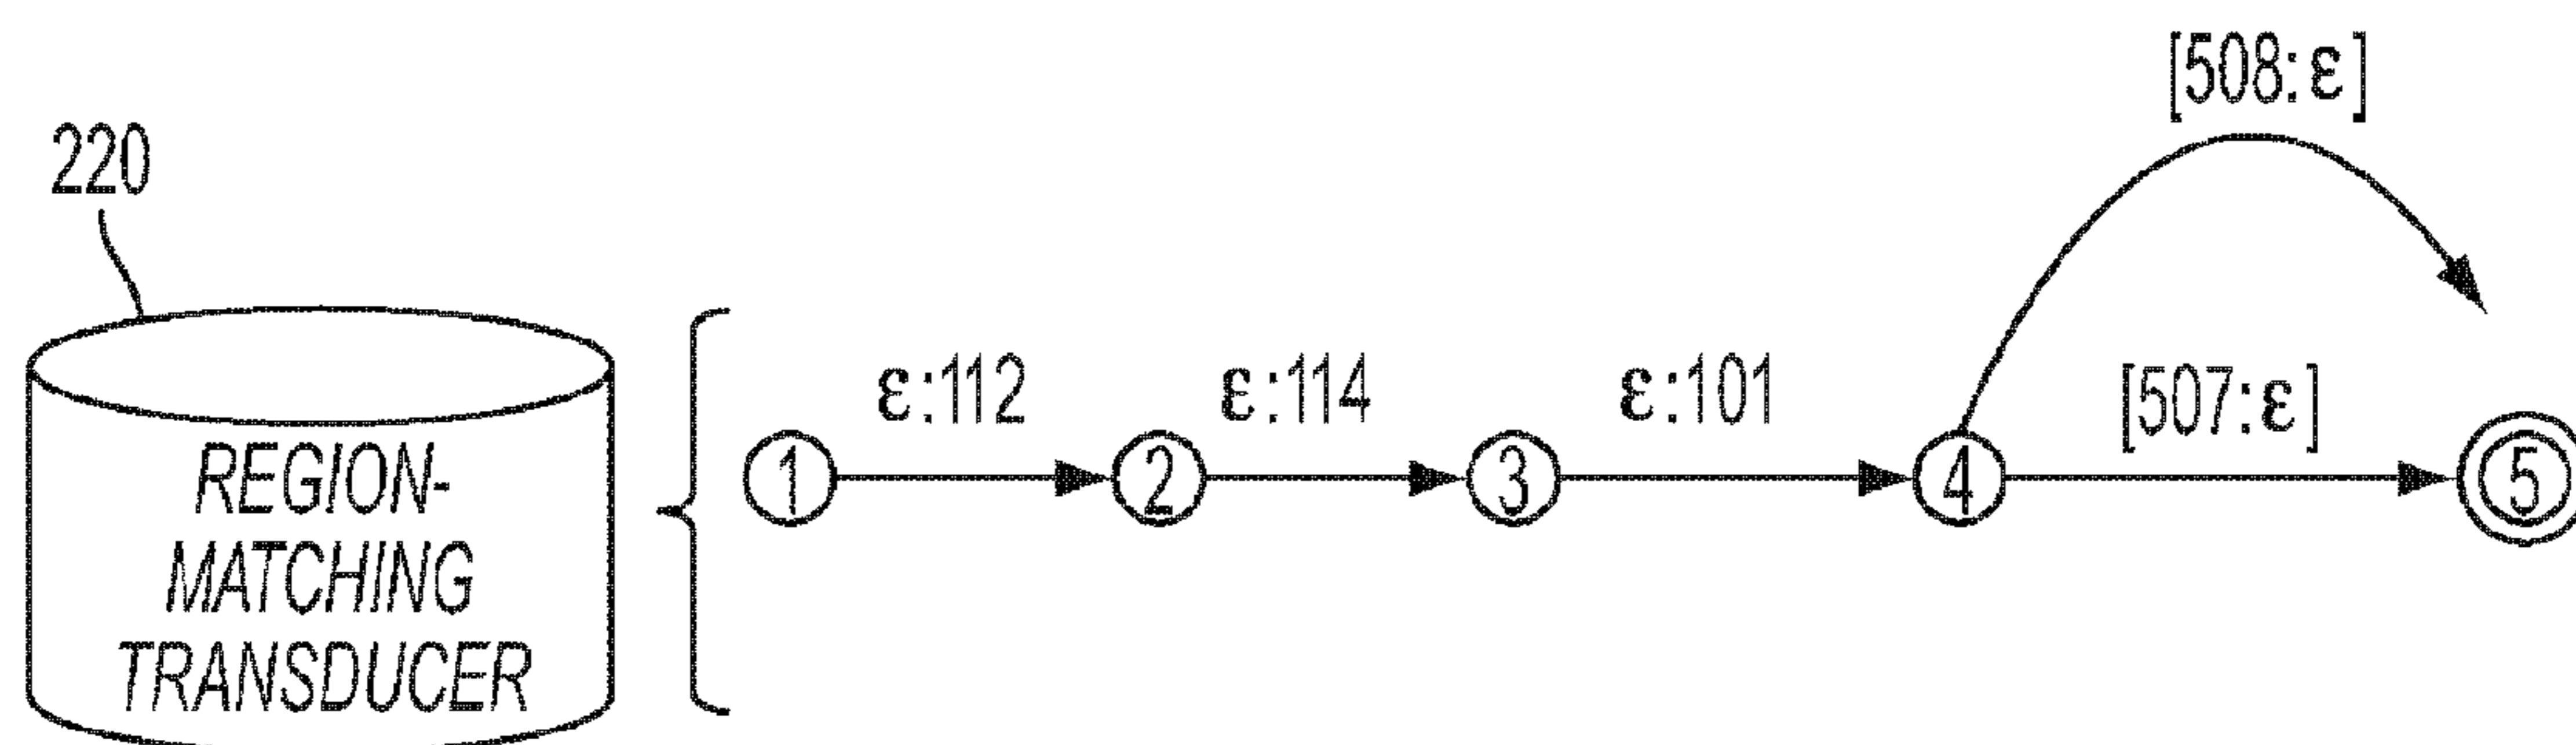 220
REGION-
MATCHING
TRANSDUCER
[508:ε]
ε:112
ε:114
ε:101
[507:ε]
1
2
3
4
5